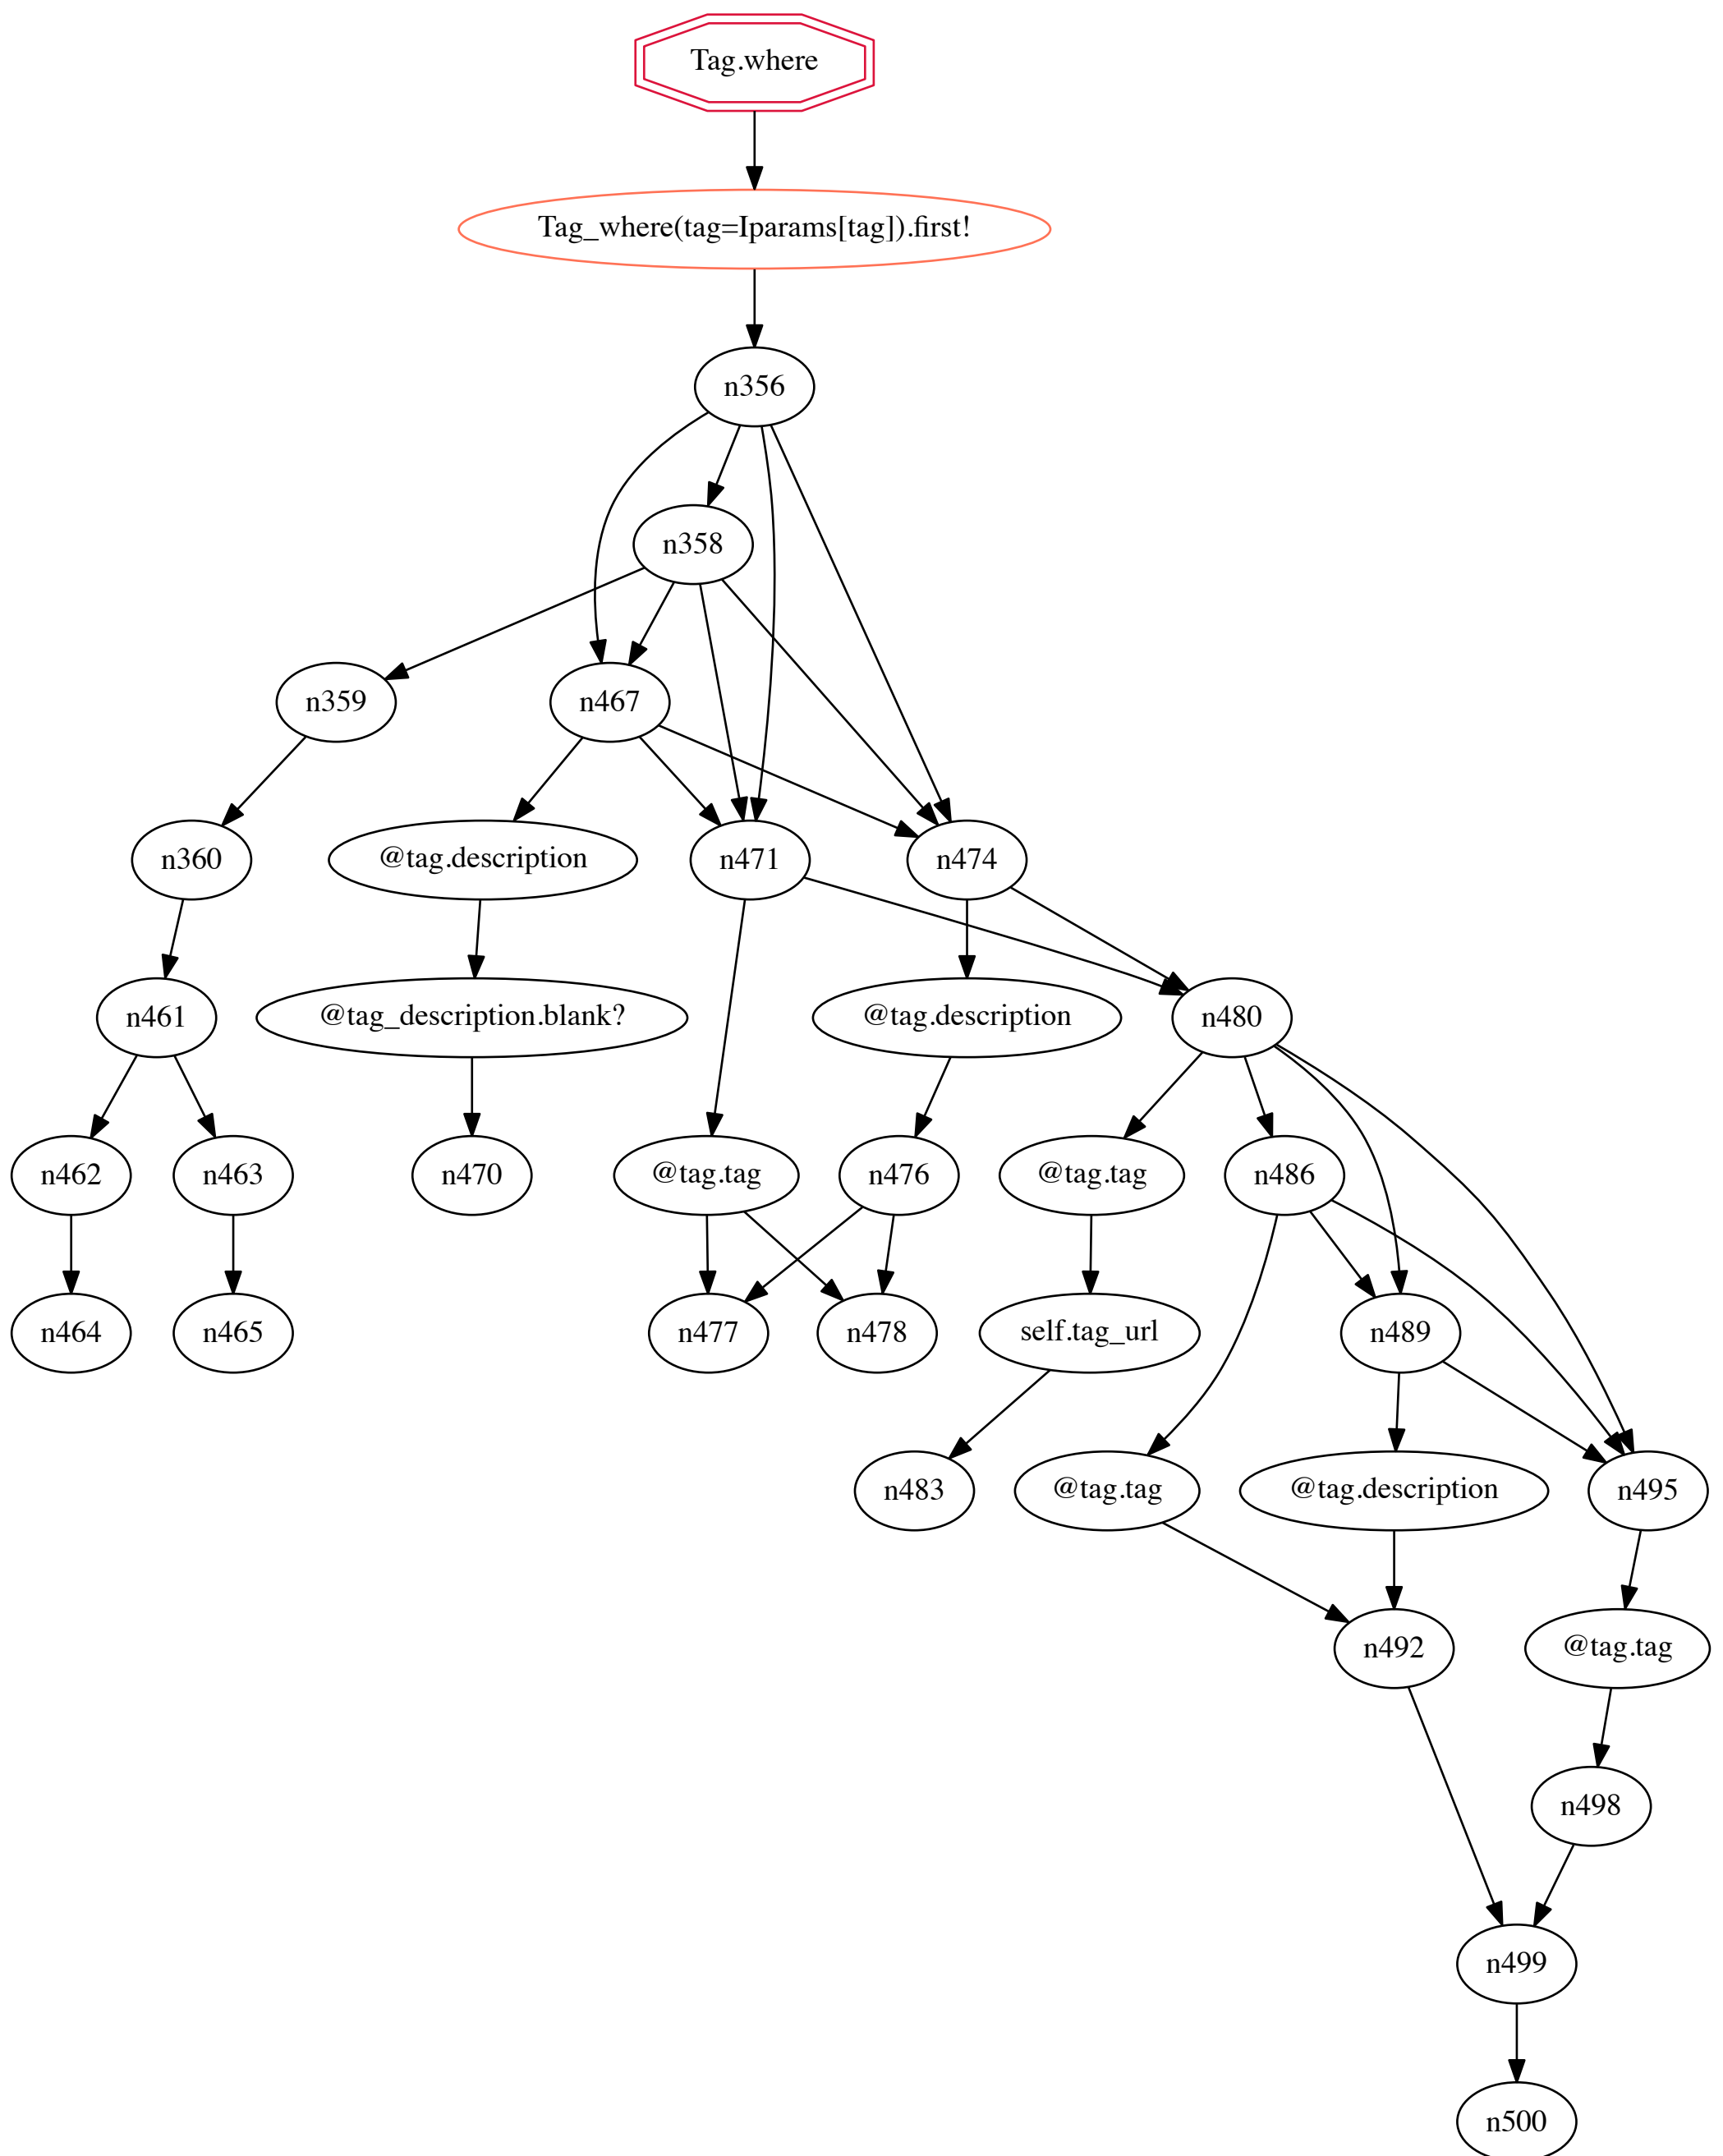 Tag.where
Tag_where(tag=Iparams[tag]).first!
n356
n358
n359
n467
n360
@tag.description
n471
n474
n461
@tag_description.blank?
@tag.description
n480
n462
n463
n470
@tag.tag
n476
@tag.tag
n486
n464
n465
n477
n478
self.tag_url
n489
n483
@tag.tag
@tag.description
n495
n492
@tag.tag
n498
n499
n500